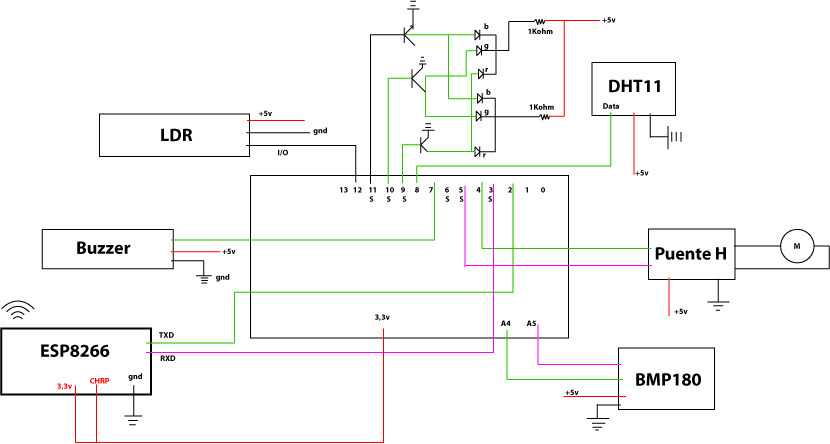 b
+5v
g
1Kohm
r
b
1Kohm
g
r
DHT11
Data
+5v
LDR
+5v
gnd
I/O
13 12 11 10 9 8 7 6 5 4 3 2 1 0
S S S S S S
Buzzer
+5v
gnd
Puente H
M
+5v
3,3v
A4 A5
TXD
ESP8266
RXD
3,3v
CHRP
gnd
BMP180
+5v